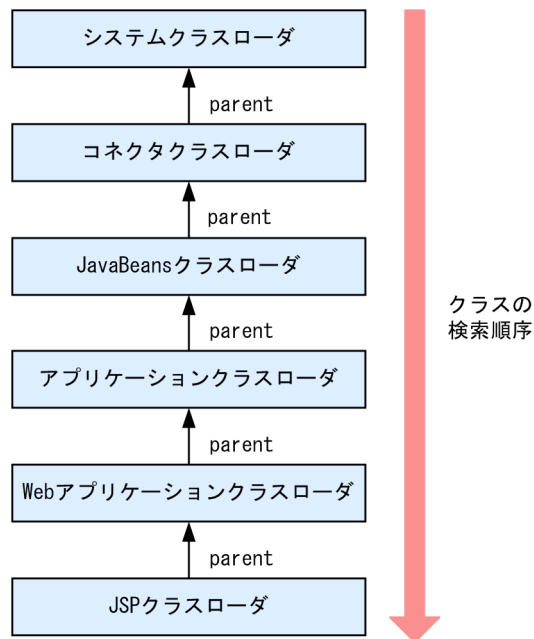 システムクラスローダ
parent
コネクタクラスローダ
parent
JavaBeansクラスローダ
parent
アプリケーションクラスローダ
parent
Webアプリケーションクラスローダ
parent
JSPクラスローダ
クラスの
検索順序